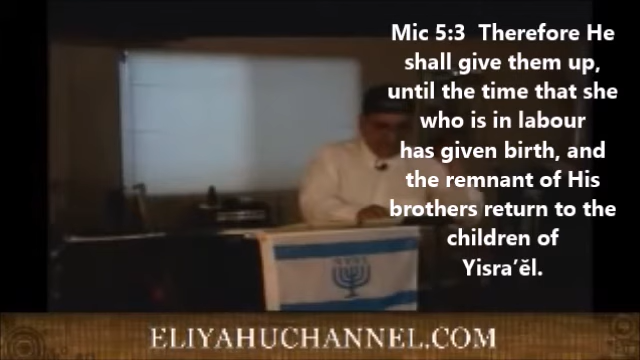 Mic 5:3  Therefore He
shall give them up,
until the time that she
who is in labour
has given birth, and
the remnant of His
brothers return to the
children of
Yisra’ĕl.
ELIYAHUCHANNEL.COM